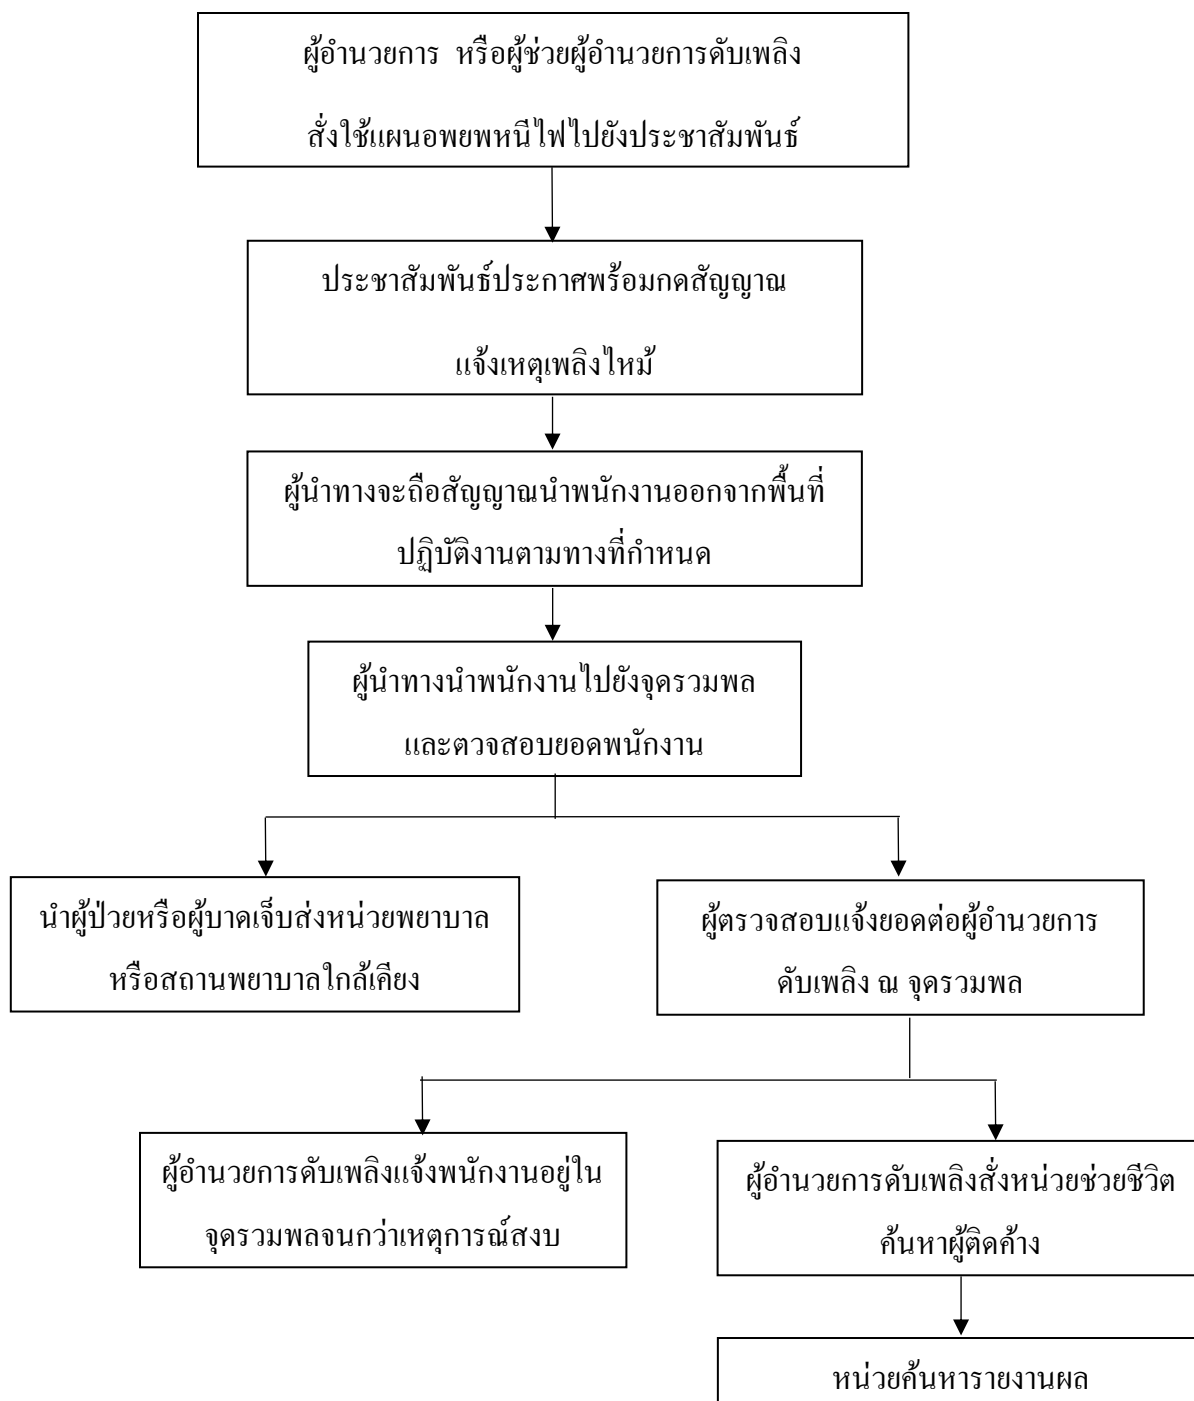 ผู้อำนวยการ หรือผู้ช่วยผู้อำนวยการดับเพลิง
สั่งใช้แผนอพยพหนีไฟไปยังประชาสัมพันธ์
ประชาสัมพันธ์ประกาศพร้อมกดสัญญาณ
แจ้งเหตุเพลิงไหม้
ผู้นำทางจะถือสัญญาณนำพนักงานออกจากพื้นที่
ปฏิบัติงานตามทางที่กำหนด
ผู้นำทางนำพนักงานไปยังจุดรวมพล
และตวจสอบยอดพนักงาน
นำผู้ป่วยหรือผู้บาดเจ็บส่งหน่วยพยาบาล
หรือสถานพยาบาลใกล้เคียง
ผู้ตรวจสอบแจ้งยอดต่อผู้อำนวยการ
ดับเพลิง ณ จุดรวมพล
ผู้อำนวยการดับเพลิงแจ้งพนักงานอยู่ใน
จุดรวมพลจนกว่าเหตุการณ์สงบ
ผู้อำนวยการดับเพลิงสั่งหน่วยช่วยชีวิต
ค้นหาผู้ติดค้าง
หน่วยค้นหารายงานผล